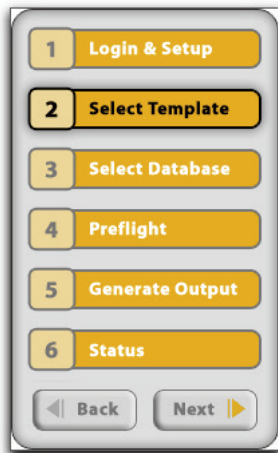 1 Login & Setup
2 Select Template
3 Select Database
4 Preflight
5 Generate Output
6 Status
Back Next